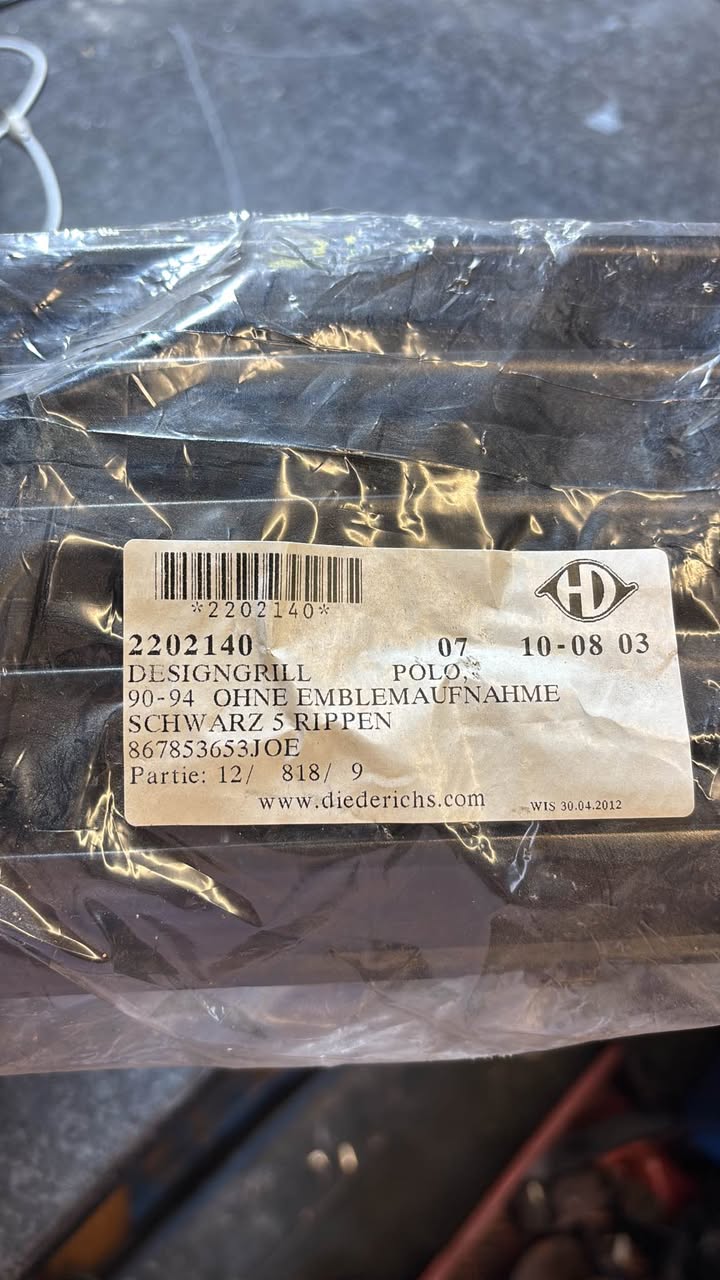 *2202140*
HD
2202140 07 10-08 03
DESIGNGRILL POLO,
90-94 OHNE EMBLEMAUFNAHME
SCHWARZ 5 RIPPEN
867853653JOE
Partie: 12/ 818/ 9
www.diederichs.com WIS 30.04.2012